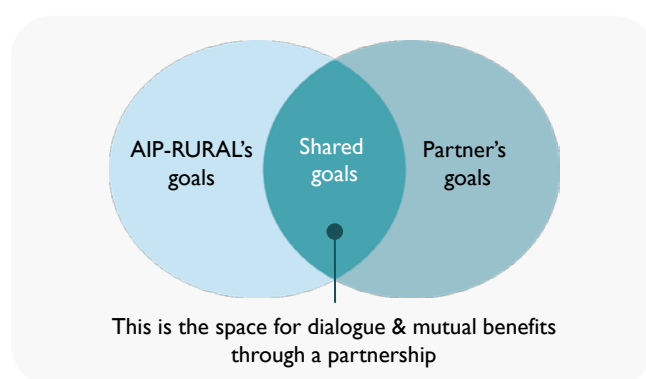 AIP-RURAL's
goals
Shared
goals
Partner's
goals
This is the space for dialogue & mutual benefits
through a partnership